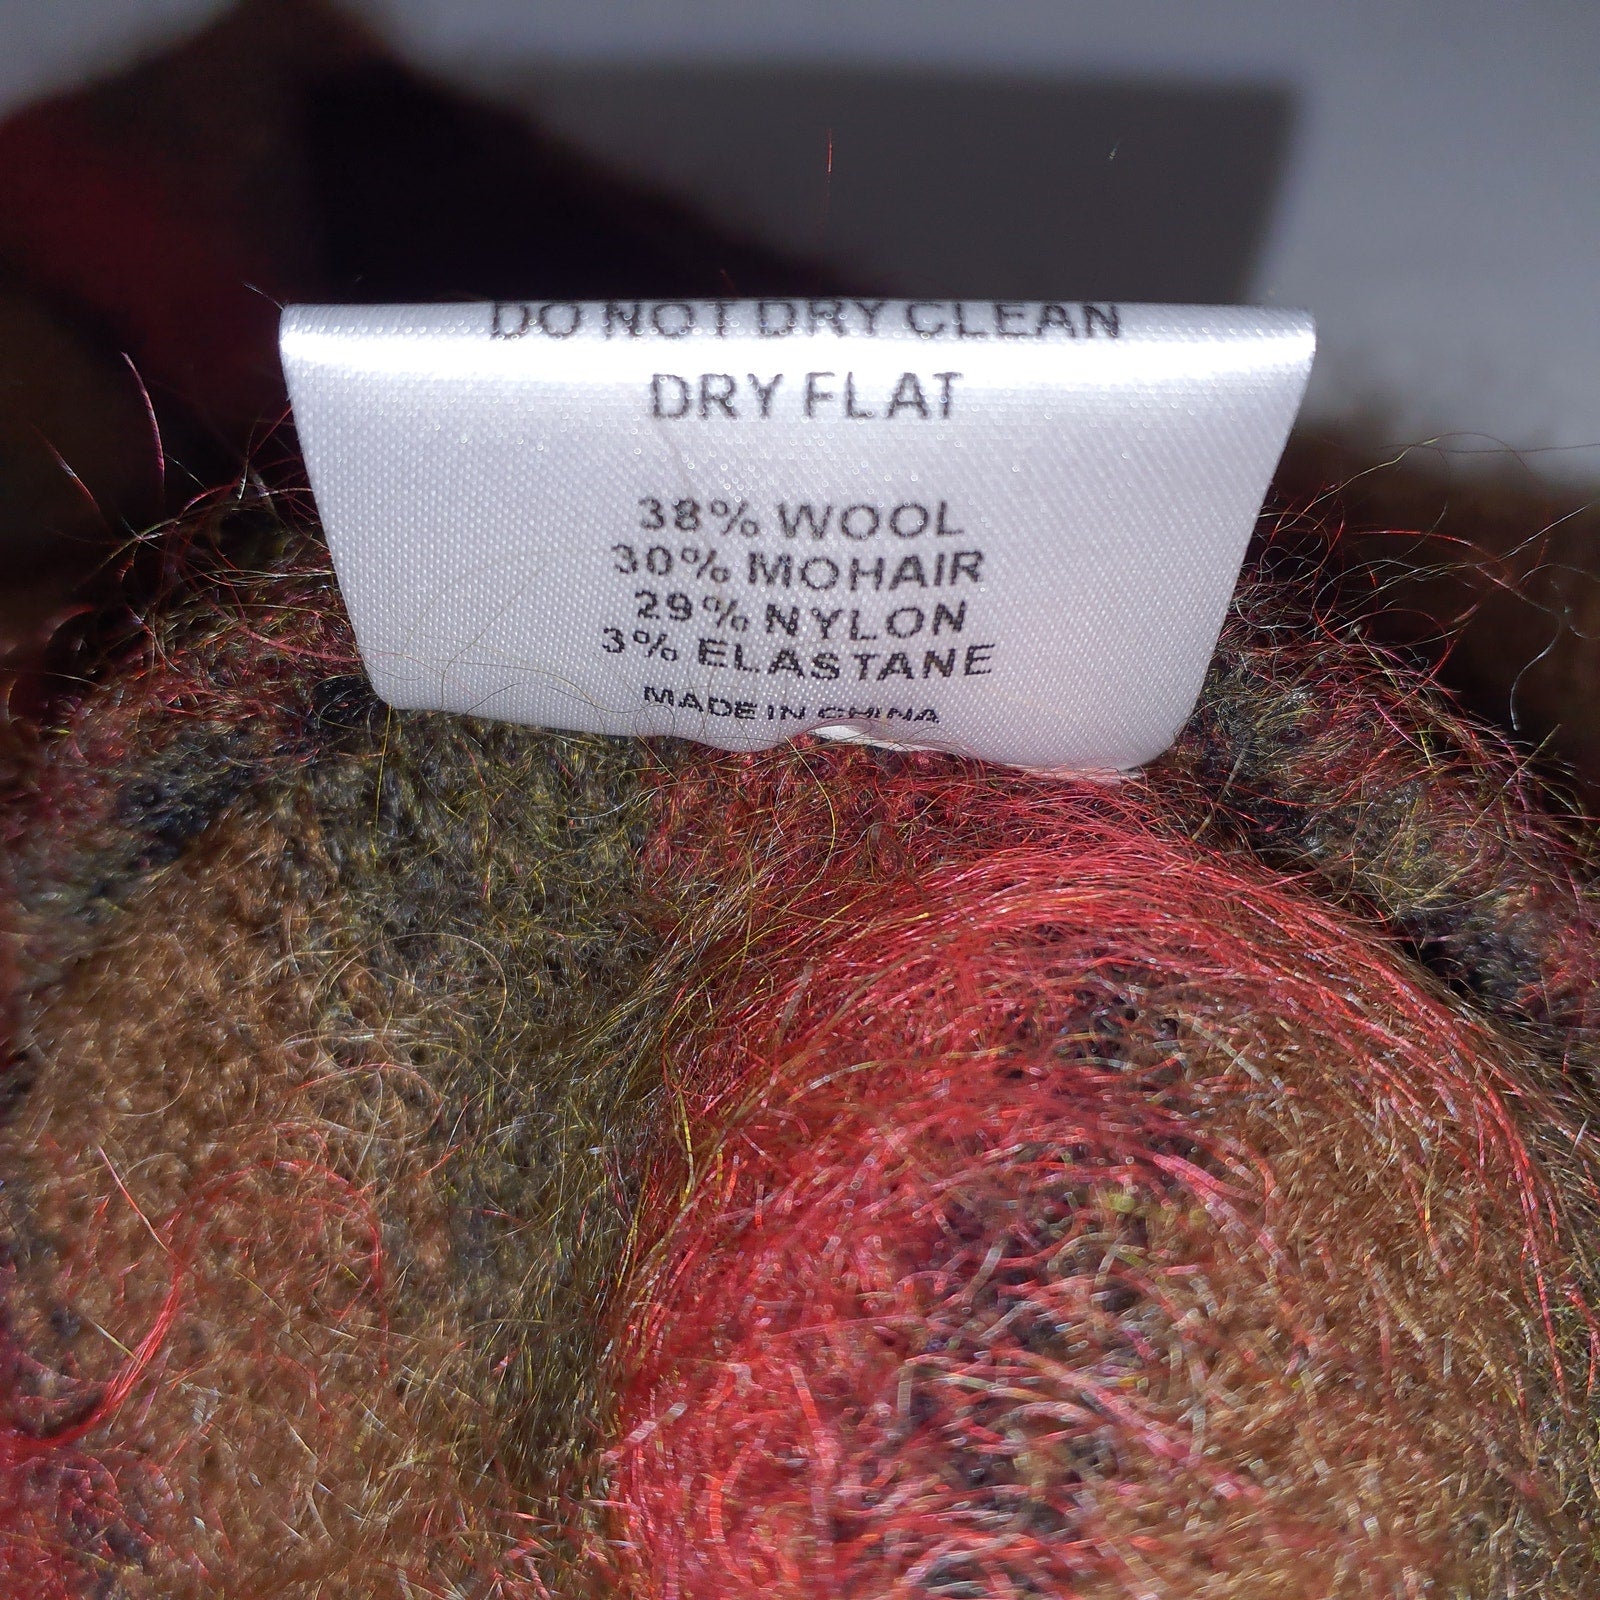 DO NOT DRY CLEAN
DRY FLAT
38% WOOL
30% MOHAIR
29% NYLON
3% ELASTANE
MADE IN CHINA